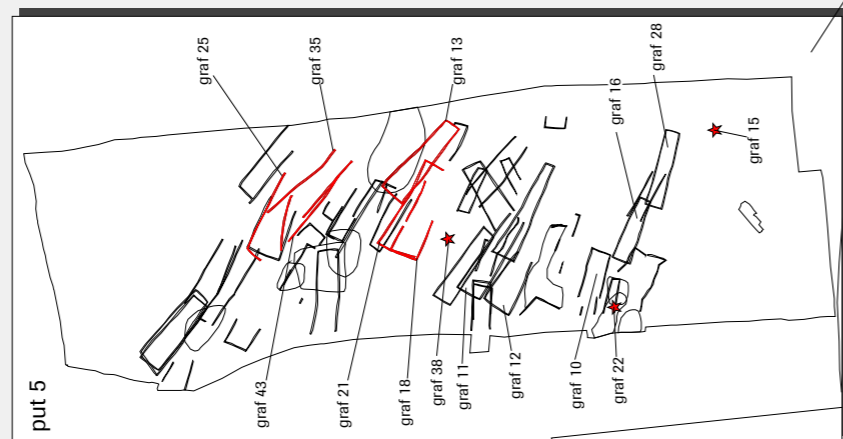 graf 25
graf 35
graf 13
graf 16
graf 28
graf 15
put 5
graf 43
graf 21
graf 18
graf 38
graf 11
graf 12
graf 10
graf 22